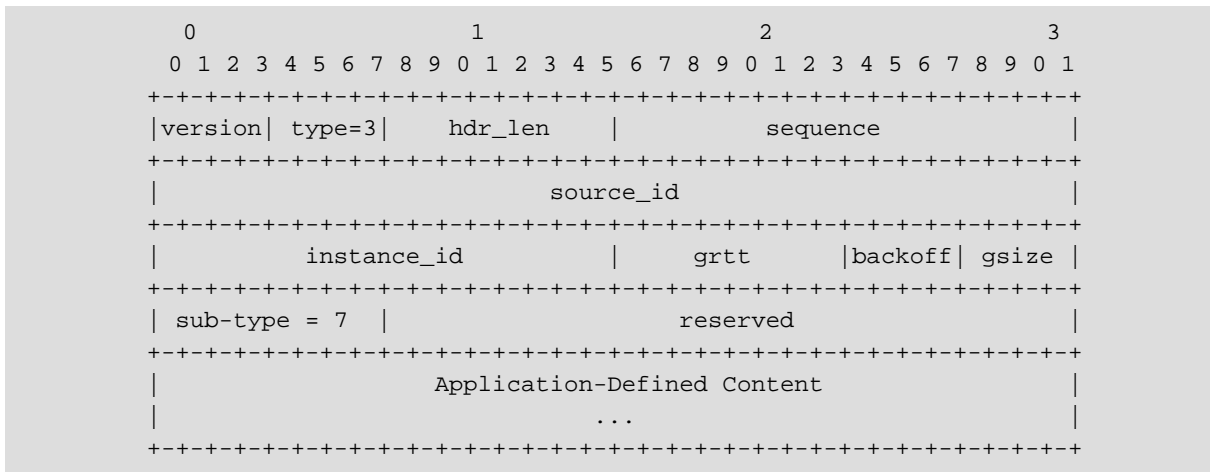 0                   1                   2                   3
0 1 2 3 4 5 6 7 8 9 0 1 2 3 4 5 6 7 8 9 0 1 2 3 4 5 6 7 8 9 0 1
+-+-+-+-+-+-+-+-+-+-+-+-+-+-+-+-+-+-+-+-+-+-+-+-+-+-+-+-+-+-+-+-+
|version| type=3|    hdr_len    |          sequence             |
+-+-+-+-+-+-+-+-+-+-+-+-+-+-+-+-+-+-+-+-+-+-+-+-+-+-+-+-+-+-+-+-+
|                           source_id                           |
+-+-+-+-+-+-+-+-+-+-+-+-+-+-+-+-+-+-+-+-+-+-+-+-+-+-+-+-+-+-+-+-+
|          instance_id          |     grtt      |backoff| gsize |
+-+-+-+-+-+-+-+-+-+-+-+-+-+-+-+-+-+-+-+-+-+-+-+-+-+-+-+-+-+-+-+-+
| sub-type = 7  |                    reserved                   |
+-+-+-+-+-+-+-+-+-+-+-+-+-+-+-+-+-+-+-+-+-+-+-+-+-+-+-+-+-+-+-+-+
|                   Application-Defined Content                 |
|                              ...                              |
+-+-+-+-+-+-+-+-+-+-+-+-+-+-+-+-+-+-+-+-+-+-+-+-+-+-+-+-+-+-+-+-+